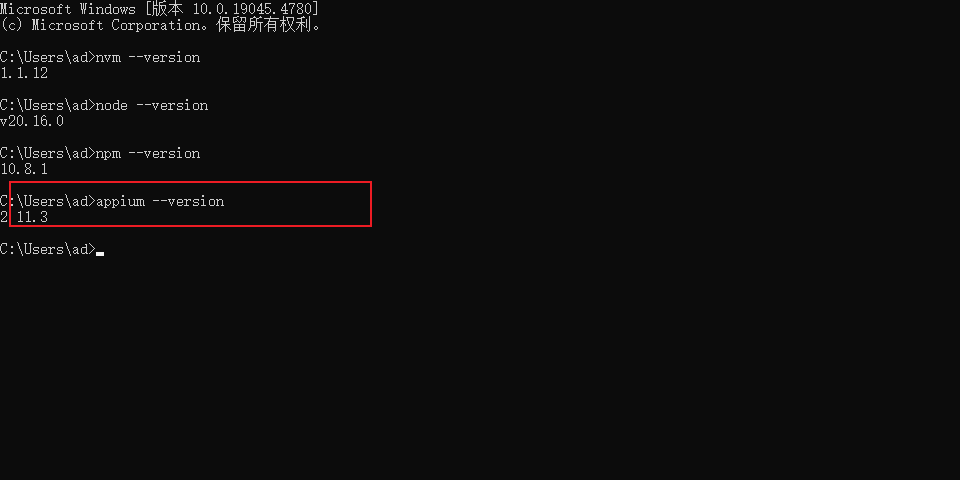 Microsoft Windows [版本 10.0.19045.4780]
(c) Microsoft Corporation。保留所有权利。
C:\Users\ad>nvm --version
1.1.12
C:\Users\ad>node --version
v20.16.0
C:\Users\ad>npm --version
10.8.1
C:\Users\ad>appium --version
2.11.3
C:\Users\ad>